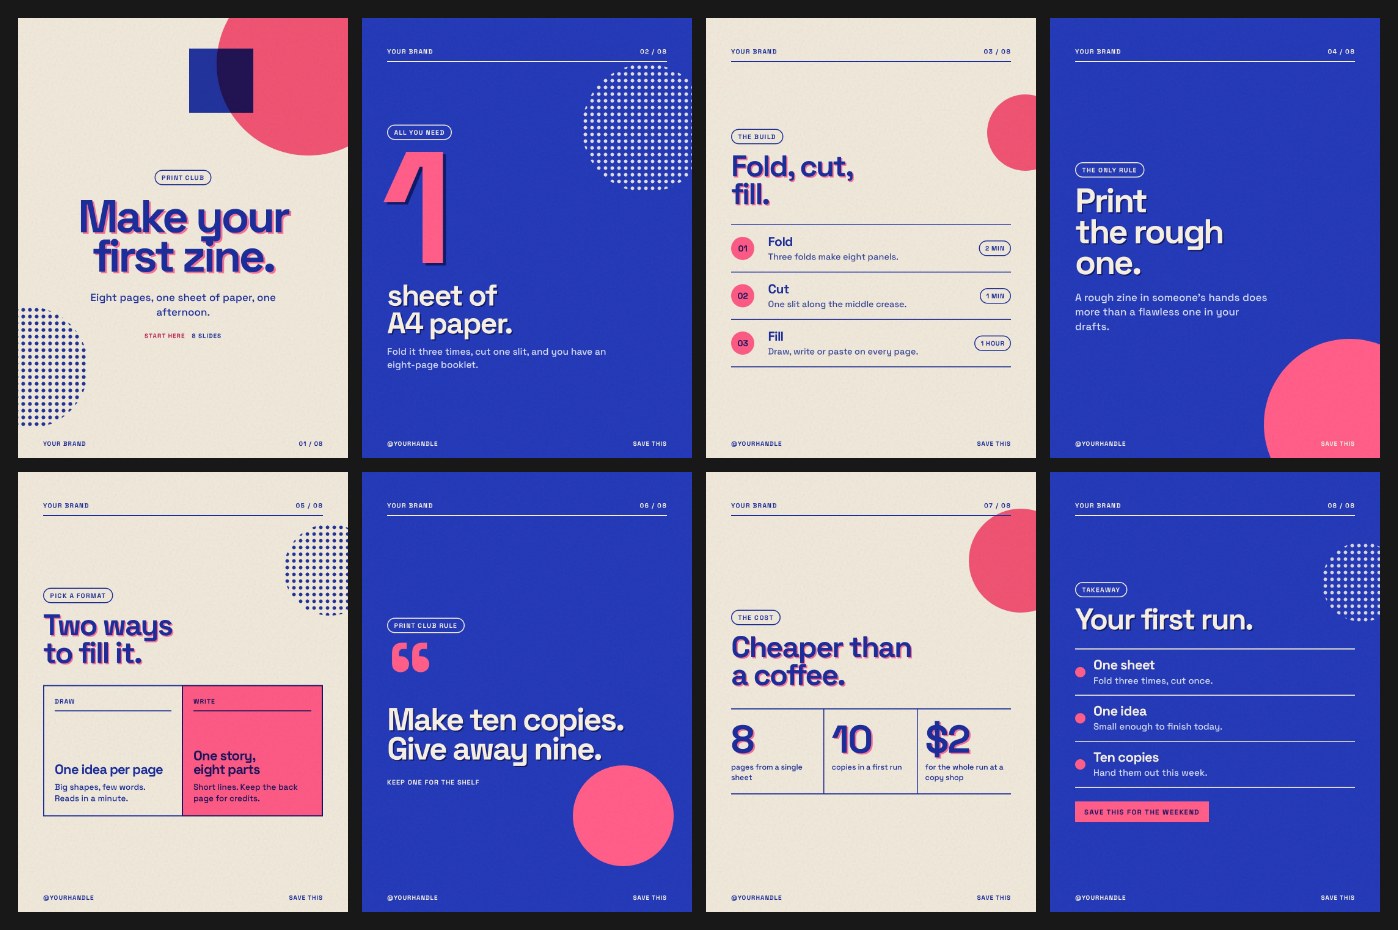 PRINT CLUB
Make your
first zine.
Eight pages, one sheet of paper, one
afternoon.
START HERE 8 SLIDES
YOUR BRAND 01 / 08
YOUR BRAND 02 / 08
ALL YOU NEED
1
sheet of
A4 paper.
Fold it three times, cut one slit, and you have an
eight-page booklet.
@YOURHANDLE SAVE THIS
YOUR BRAND 03 / 08
THE BUILD
Fold, cut,
fill.
01 Fold 2 MIN
Three folds make eight panels.
02 Cut 1 MIN
One slit along the middle crease.
03 Fill 1 HOUR
Draw, write or paste on every page.
@YOURHANDLE SAVE THIS
YOUR BRAND 04 / 08
THE ONLY RULE
Print
the rough
one.
A rough zine in someone's hands does
more than a flawless one in your
drafts.
@YOURHANDLE SAVE THIS
YOUR BRAND 05 / 08
PICK A FORMAT
Two ways
to fill it.
DRAW
One idea per page
Big shapes, few words.
Reads in a minute.
WRITE
One story,
eight parts
Short lines. Keep the back
page for credits.
@YOURHANDLE SAVE THIS
YOUR BRAND 06 / 08
PRINT CLUB RULE
“
Make ten copies.
Give away nine.
KEEP ONE FOR THE SHELF
@YOURHANDLE SAVE THIS
YOUR BRAND 07 / 08
THE COST
Cheaper than
a coffee.
8
pages from a single
sheet
10
copies in a first run
$2
for the whole run at a
copy shop
@YOURHANDLE SAVE THIS
YOUR BRAND 08 / 08
TAKEAWAY
Your first run.
One sheet
Fold three times, cut once.
One idea
Small enough to finish today.
Ten copies
Hand them out this week.
SAVE THIS FOR THE WEEKEND
@YOURHANDLE SAVE THIS